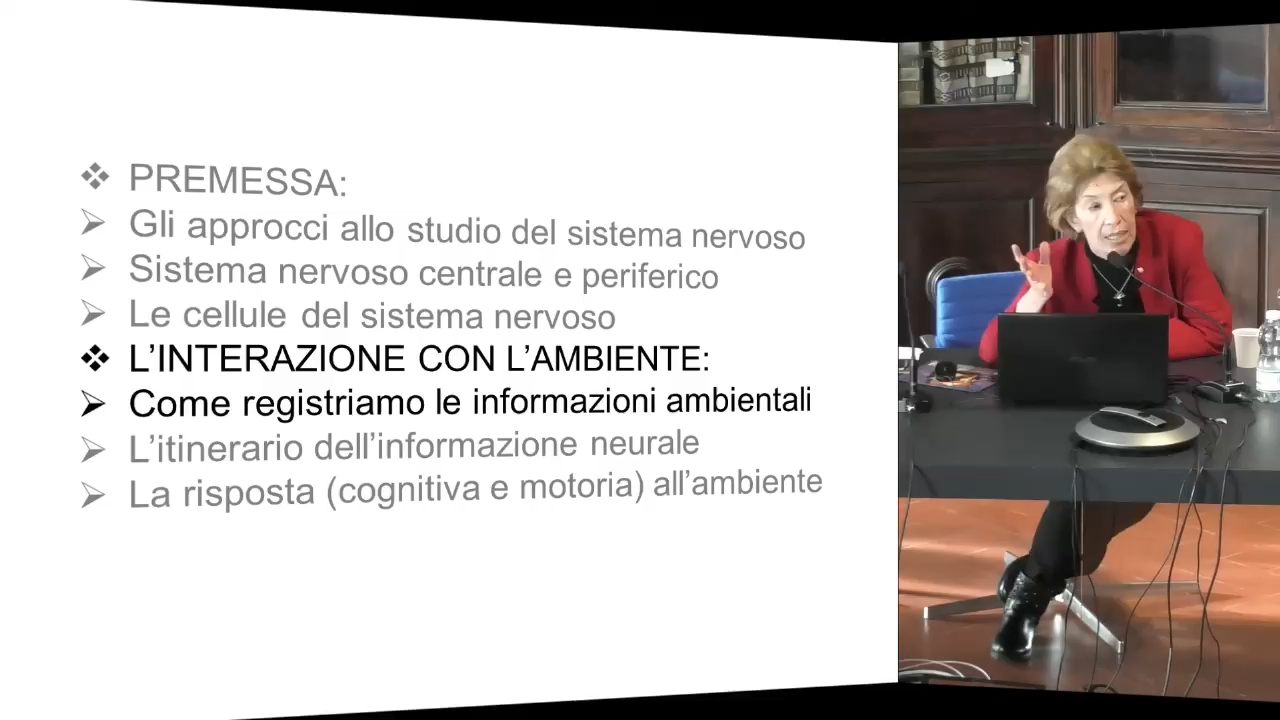 PREMESSA:
Gli approcci allo studio del sistema nervoso
Sistema nervoso centrale e periferico
Le cellule del sistema nervoso
L'INTERAZIONE CON L'AMBIENTE:
Come registriamo le informazioni ambientali
L'itinerario dell'informazione neurale
La risposta (cognitiva e motoria) all'ambiente